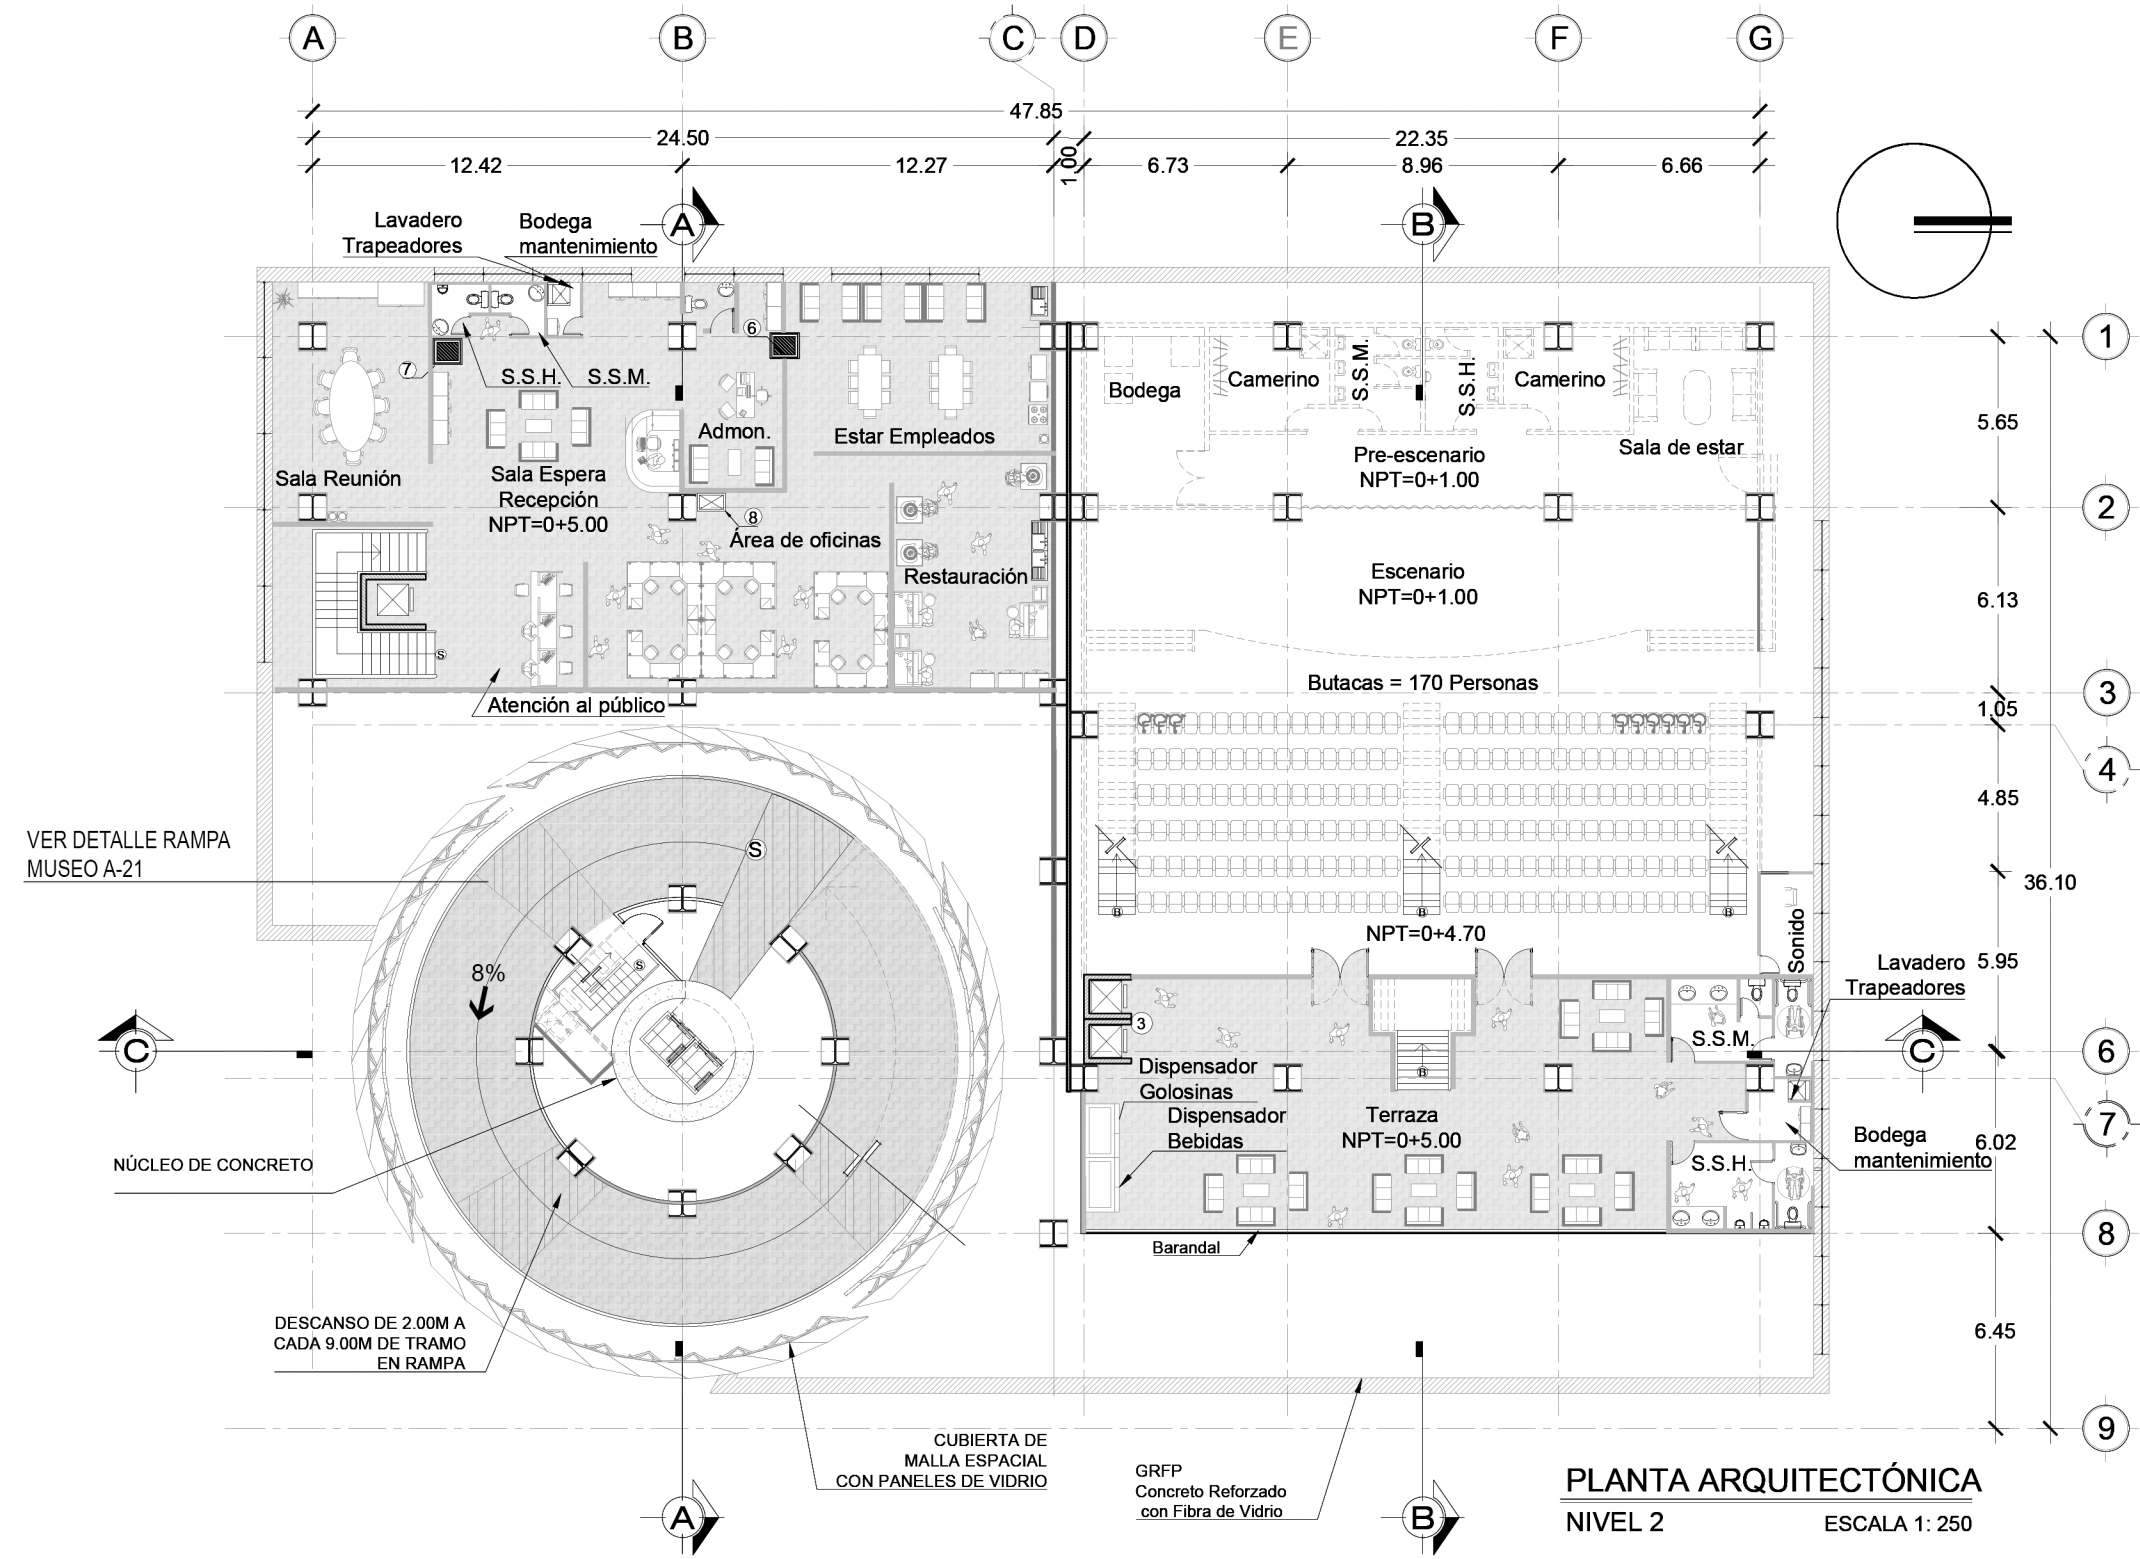 A B C D E F G
47.85
24.50 22.35
12.42 12.27 1.00 6.73 8.96 6.66
A B
Lavadero
Trapeadores
Bodega
mantenimiento
1
2
3
4
6
7
8
9
5.65
6.13
1.05
4.85
5.95
6.02
6.45
36.10
6
7
8
S.S.H. S.S.M.
Sala Reunión
Sala Espera
Recepción
NPT=0+5.00
Admon.
Estar Empleados
Área de oficinas
Restauración
S
Atención al público
Bodega
Camerino
S.S.M.
S.S.H.
Camerino
Sala de estar
Pre-escenario
NPT=0+1.00
Escenario
NPT=0+1.00
Butacas = 170 Personas
B B B
NPT=0+4.70
Sonido
Lavadero
Trapeadores
VER DETALLE RAMPA
MUSEO A-21
S
S
8%
C C
3
Dispensador
Golosinas
Dispensador
Bebidas
B
Terraza
NPT=0+5.00
S.S.M.
S.S.H.
Bodega
mantenimiento
Barandal
NÚCLEO DE CONCRETO
DESCANSO DE 2.00M A
CADA 9.00M DE TRAMO
EN RAMPA
CUBIERTA DE
MALLA ESPACIAL
CON PANELES DE VIDRIO
GRFP
Concreto Reforzado
con Fibra de Vidrio
A B
PLANTA ARQUITECTÓNICA
NIVEL 2 ESCALA 1: 250